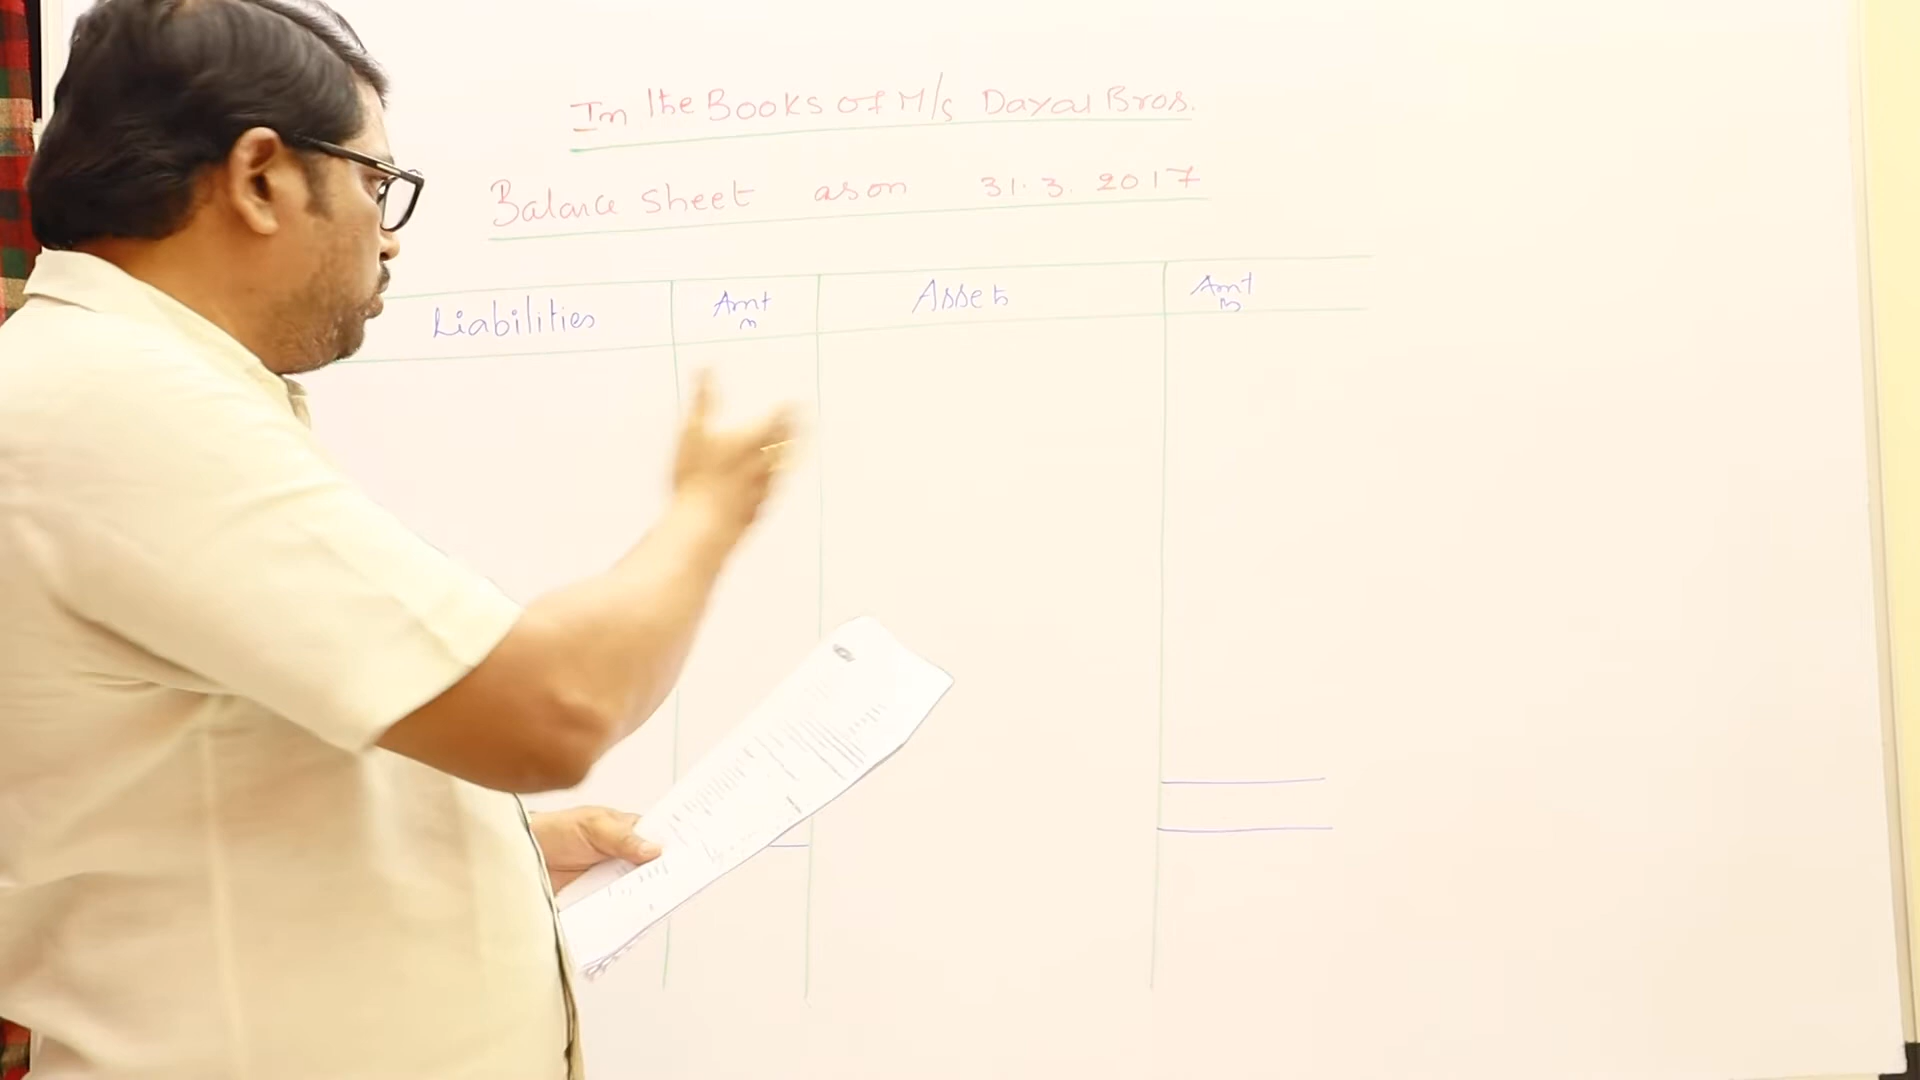 In the Books of M/s Dayal Bros.
Balance Sheet as on 31.3.2017
Liabilities Amt Assets Amt